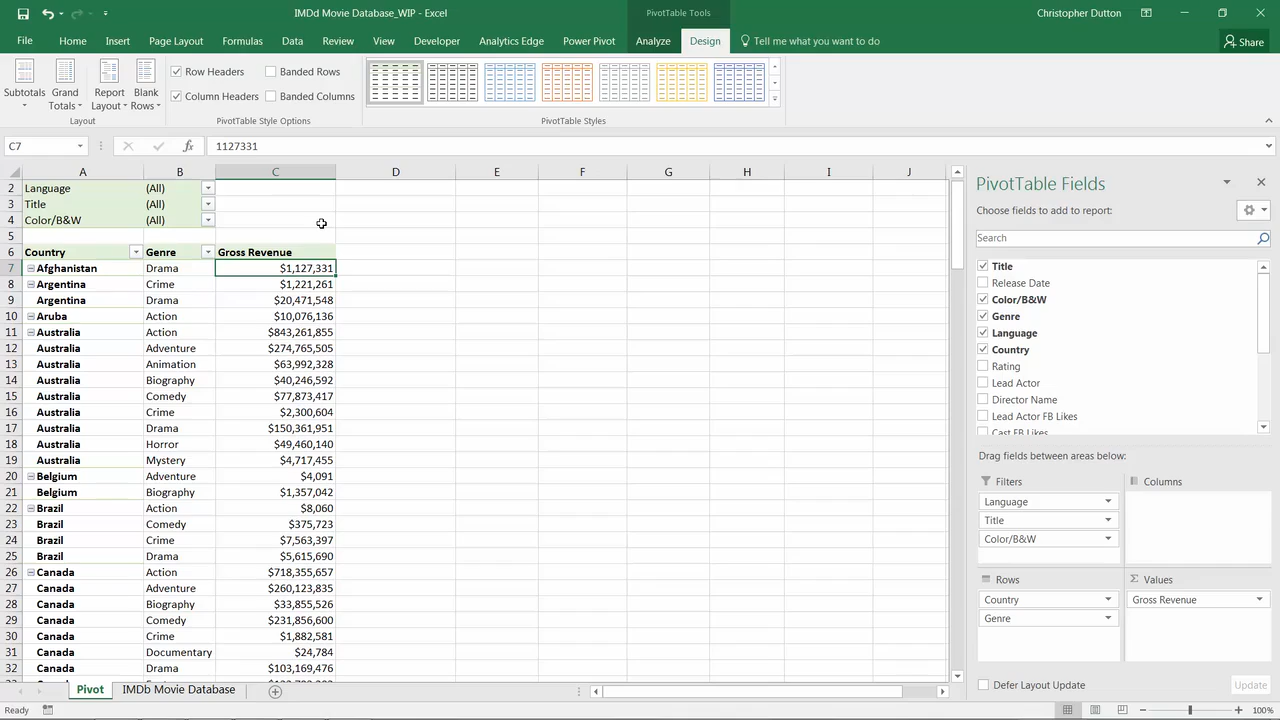 IMDd Movie Database_WIP - Excel
PivotTable Tools
Christopher Dutton
File Home Insert Page Layout Formulas Data Review View Developer Analytics Edge Power Pivot Analyze Design Tell me what you want to do Share
Subtotals
Grand Totals
Report Layout
Blank Rows
Row Headers
Banded Rows
Column Headers
Banded Columns
Layout
PivotTable Style Options
PivotTable Styles
C7 fx 1127331
A B C D E F G H I J
2 Language (All)
3 Title (All)
4 Color/B&W (All)
5
6 Country Genre Gross Revenue
7 Afghanistan Drama $1,127,331
8 Argentina Crime $1,221,261
9 Argentina Drama $20,471,548
10 Aruba Action $10,076,136
11 Australia Action $843,261,855
12 Australia Adventure $274,765,505
13 Australia Animation $63,992,328
14 Australia Biography $40,246,592
15 Australia Comedy $77,873,417
16 Australia Crime $2,300,604
17 Australia Drama $150,361,951
18 Australia Horror $49,460,140
19 Australia Mystery $4,717,455
20 Belgium Adventure $4,091
21 Belgium Biography $1,357,042
22 Brazil Action $8,060
23 Brazil Comedy $375,723
24 Brazil Crime $7,563,397
25 Brazil Drama $5,615,690
26 Canada Action $718,355,657
27 Canada Adventure $260,123,835
28 Canada Biography $33,855,526
29 Canada Comedy $231,856,600
30 Canada Crime $1,882,581
31 Canada Documentary $24,784
32 Canada Drama $103,169,476
PivotTable Fields
Choose fields to add to report:
Search
Title
Release Date
Color/B&W
Genre
Language
Country
Rating
Lead Actor
Director Name
Lead Actor FB Likes
Cast FB Likes
Drag fields between areas below:
Filters
Language
Title
Color/B&W
Columns
Rows
Country
Genre
Σ Values
Gross Revenue
Defer Layout Update
Update
Pivot IMDb Movie Database
Ready
100%